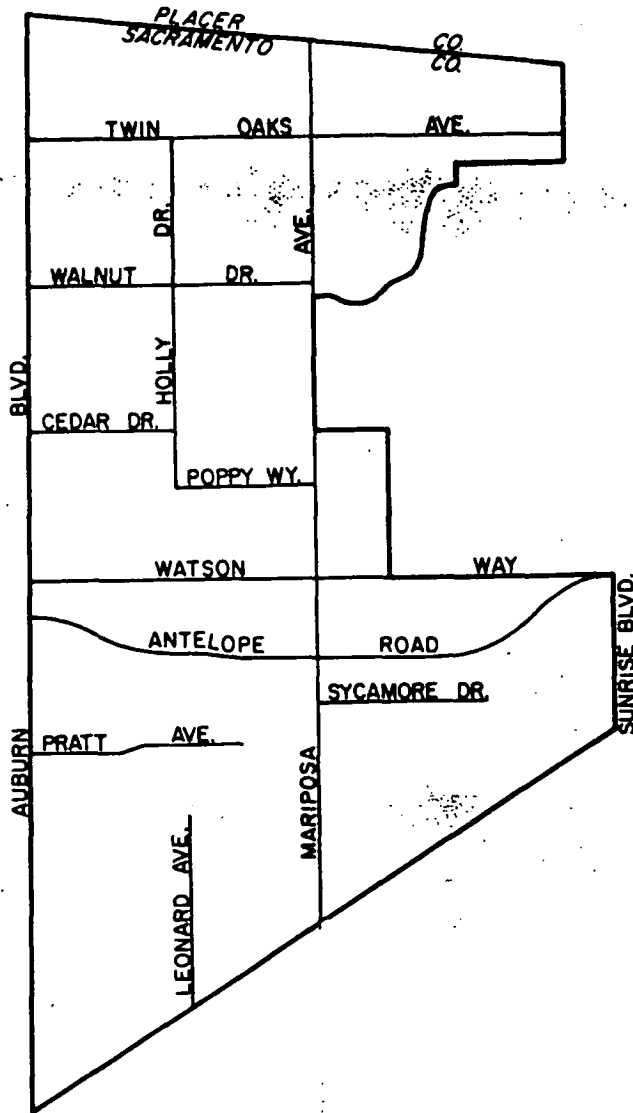 PLACER CO.
SACRAMENTO CO.
TWIN OAKS AVE.
HOLLY DR.
MARIPOSA AVE.
WALNUT DR.
AUBURN BLVD.
CEDAR DR.
POPPY WY.
WATSON WAY
ANTELOPE ROAD
SUNRISE BLVD.
SYCAMORE DR.
PRATT AVE.
LEONARD AVE.